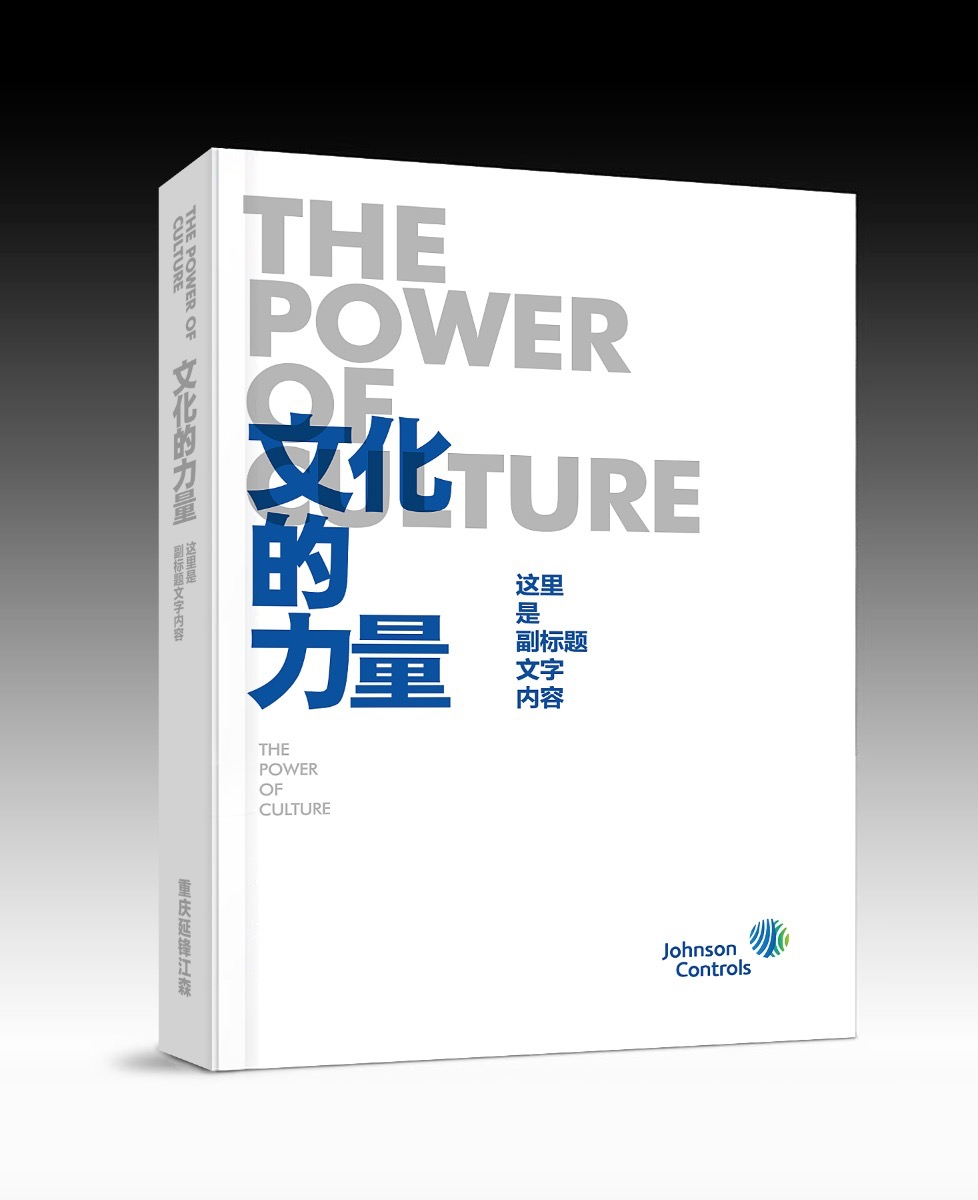 THE POWER OF
CULTURE
文化的力量
这里是
副标题文字内容
重庆延锋江森
THE
POWER
OF
CULTURE
文化
的
力量
这里
是
副标题
文字
内容
THE
POWER
OF
CULTURE
Johnson
Controls